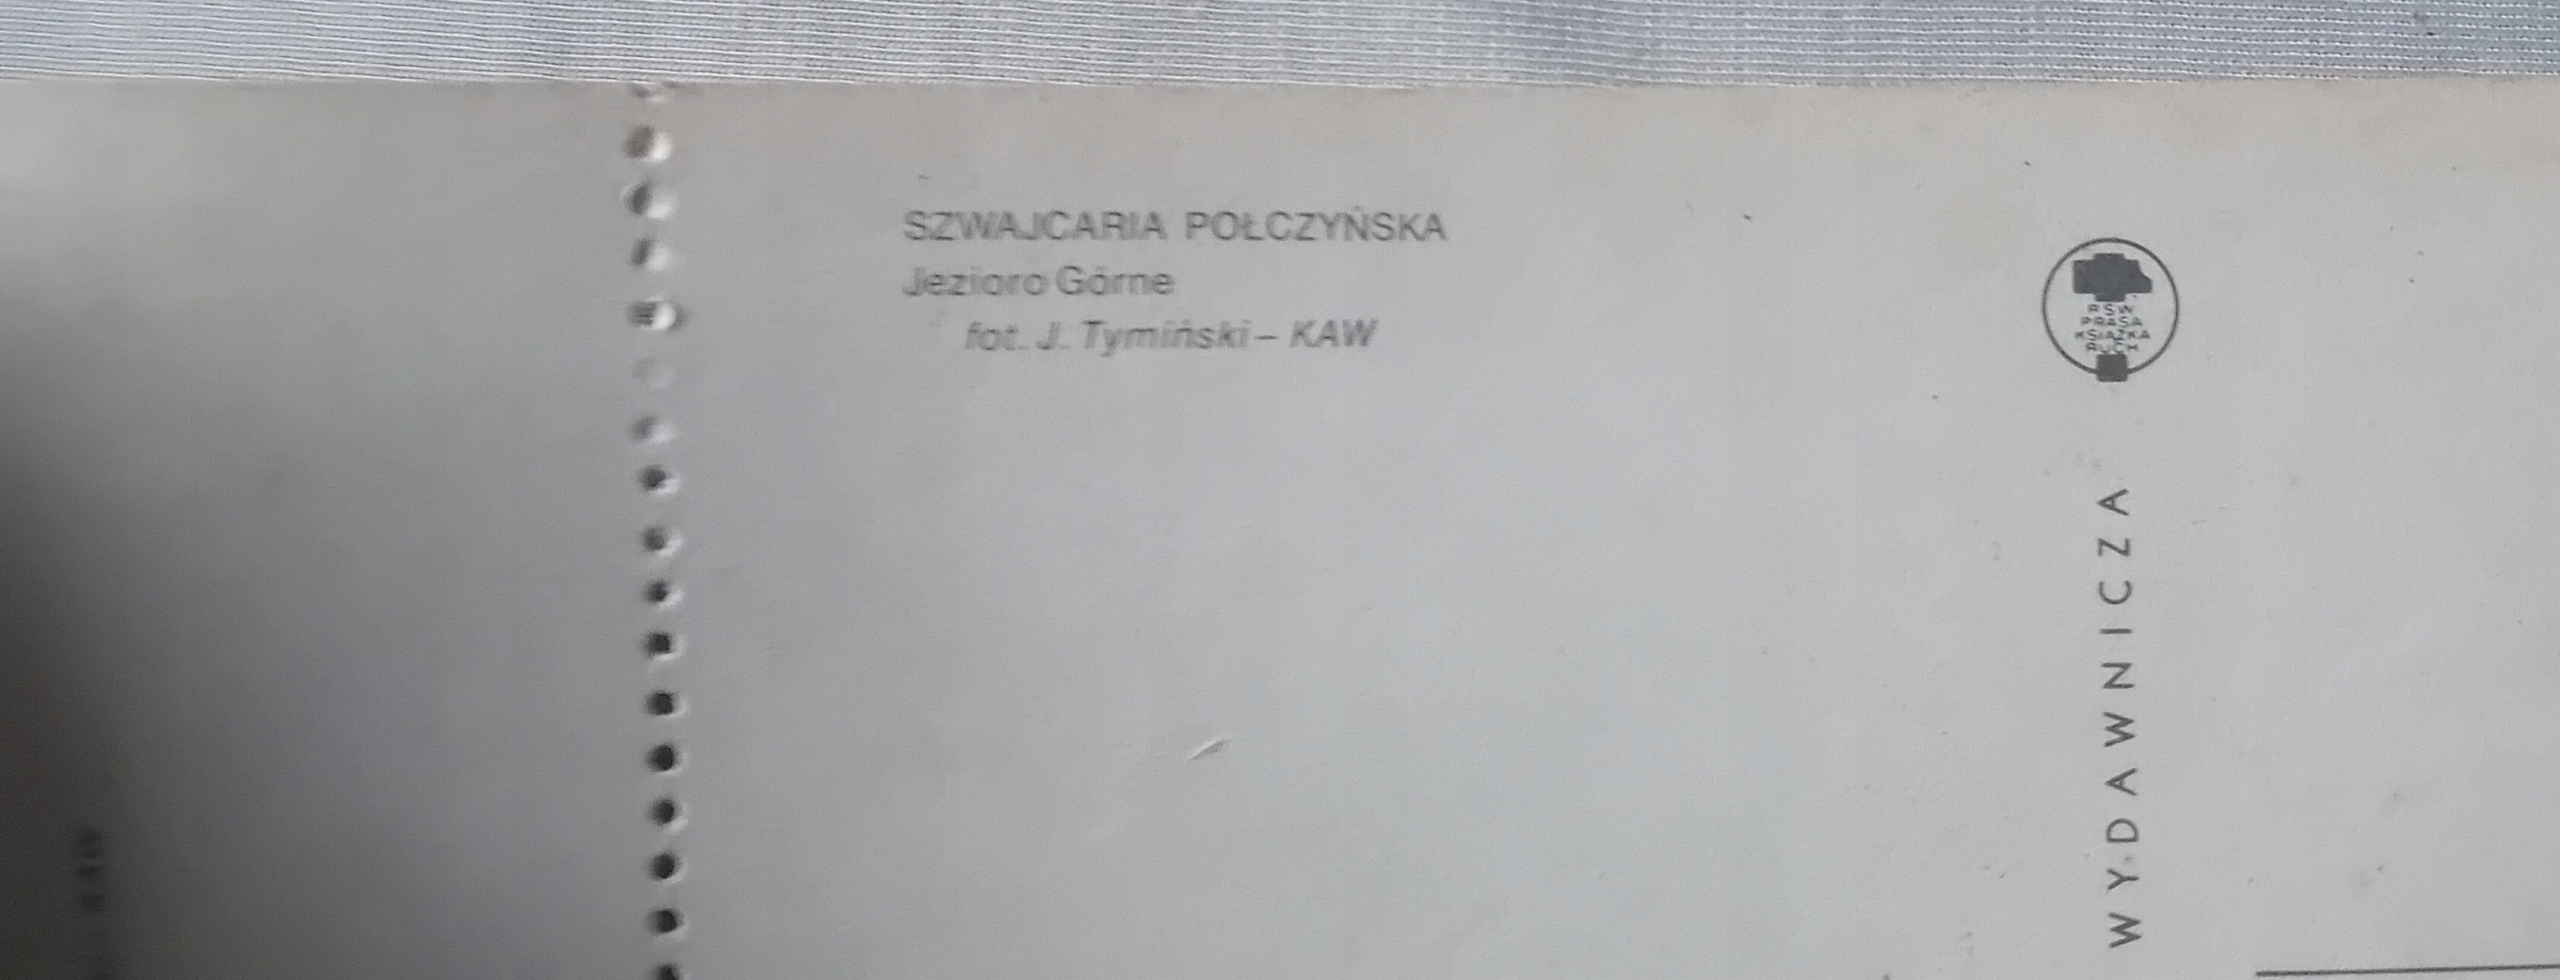 SZWAJCARIA POŁCZYŃSKA
Jezioro Górne
fot. J. Tymiński – KAW
RSW
PRASA
KSIĄŻKA
RUCH
WYDAWNICZA